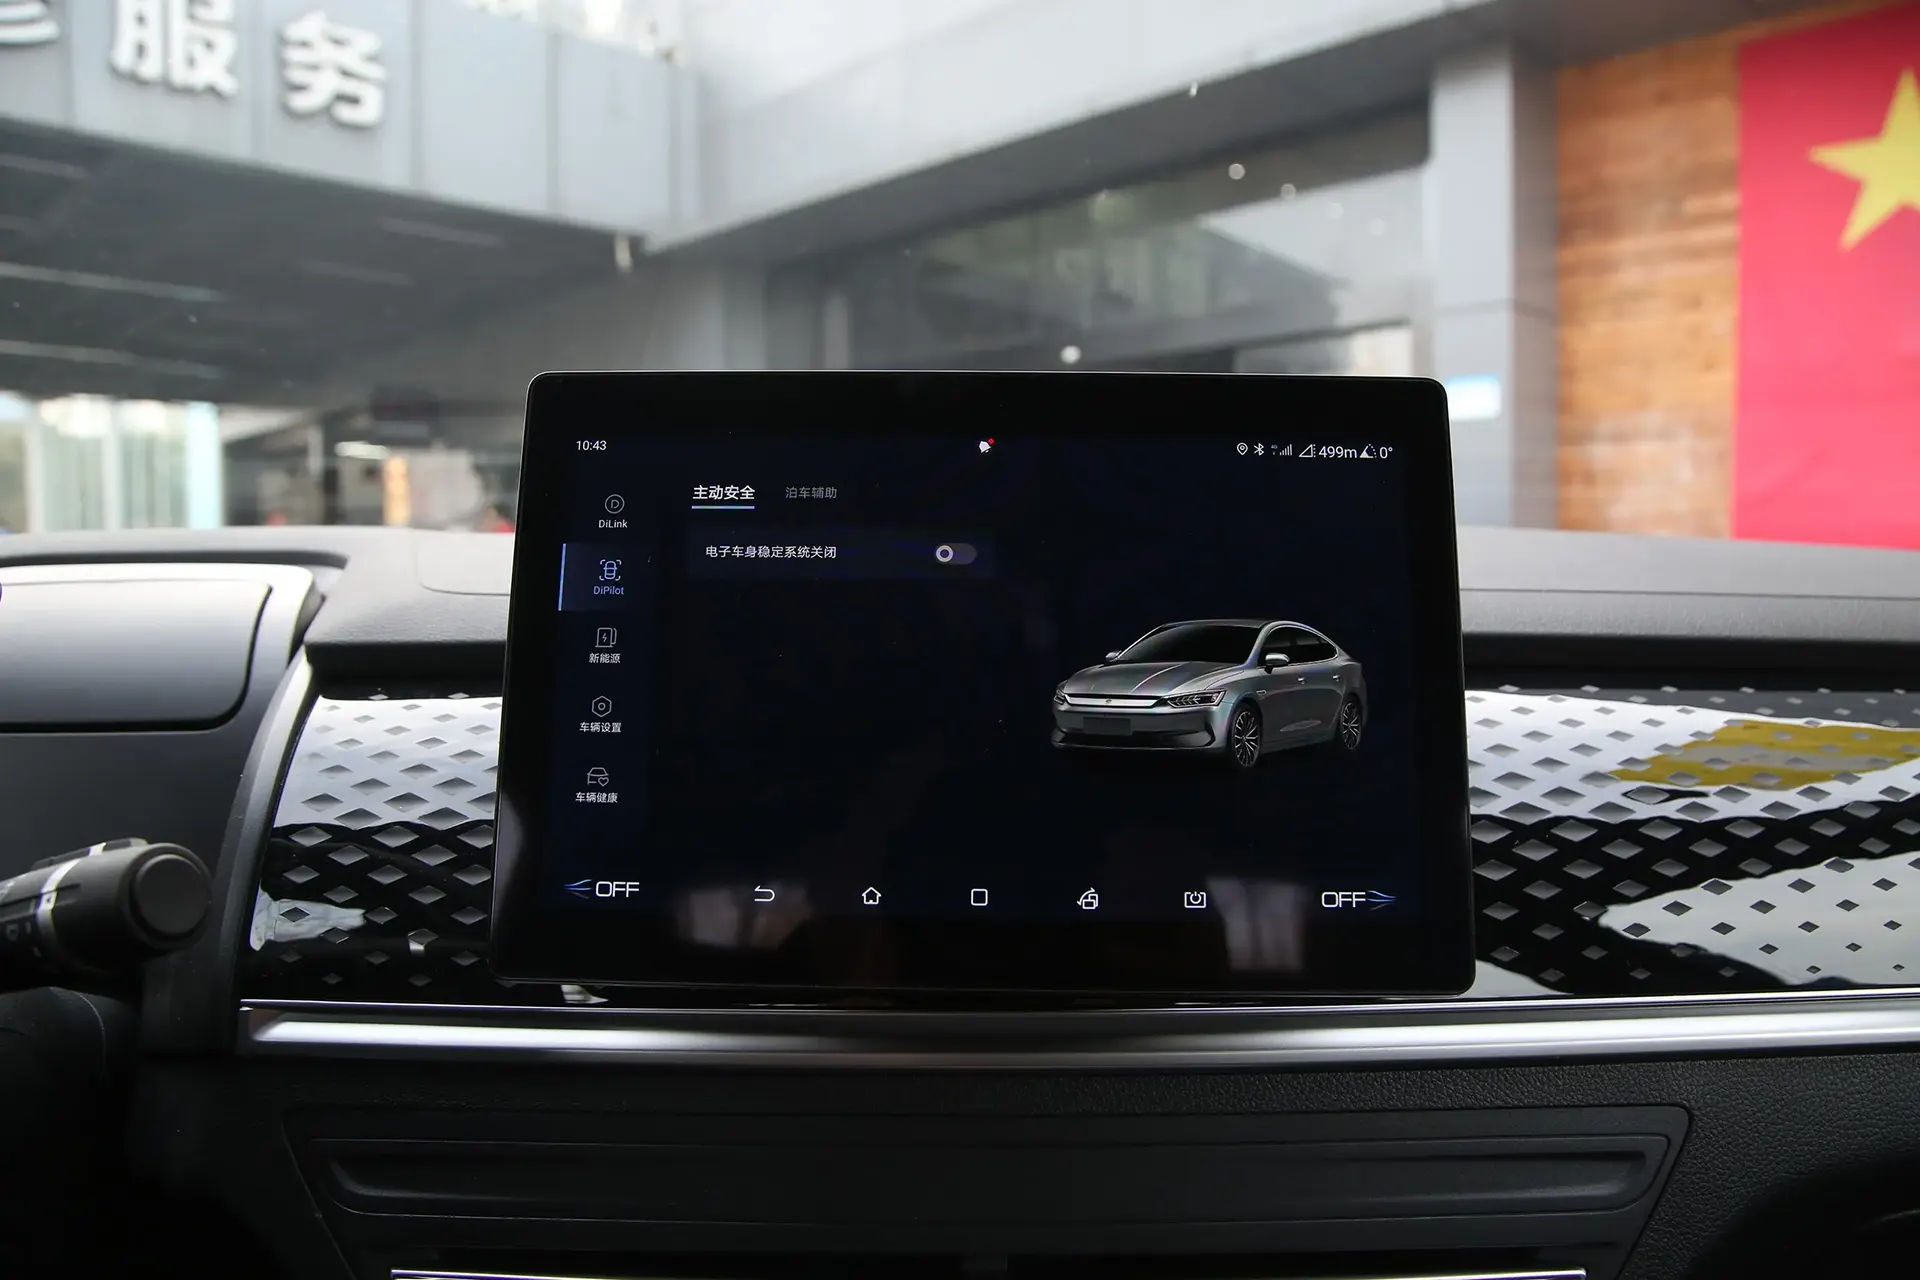 服务
10:43
499m
0°
主动安全
泊车辅助
DiLink
电子车身稳定系统关闭
DiPilot
新能源
车辆设置
车辆健康
OFF
OFF